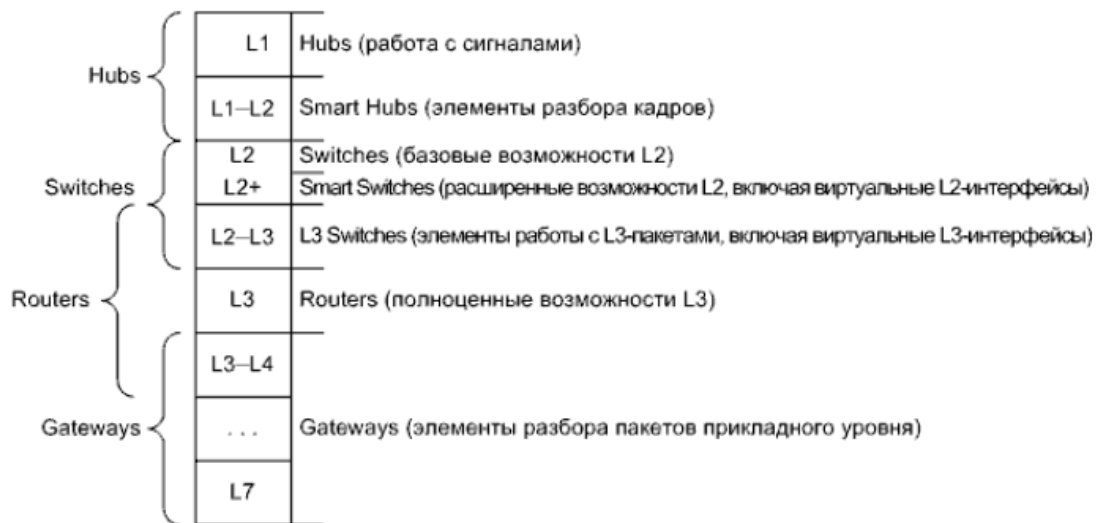 L1 Hubs (работа с сигналами)
Hubs
L1–L2 Smart Hubs (элементы разбора кадров)
L2 Switches (базовые возможности L2)
Switches L2+ Smart Switches (расширенные возможности L2, включая виртуальные L2-интерфейсы)
L2–L3 L3 Switches (элементы работы с L3-пакетами, включая виртуальные L3-интерфейсы)
Routers L3 Routers (полноценные возможности L3)
L3–L4
Gateways ... Gateways (элементы разбора пакетов прикладного уровня)
L7